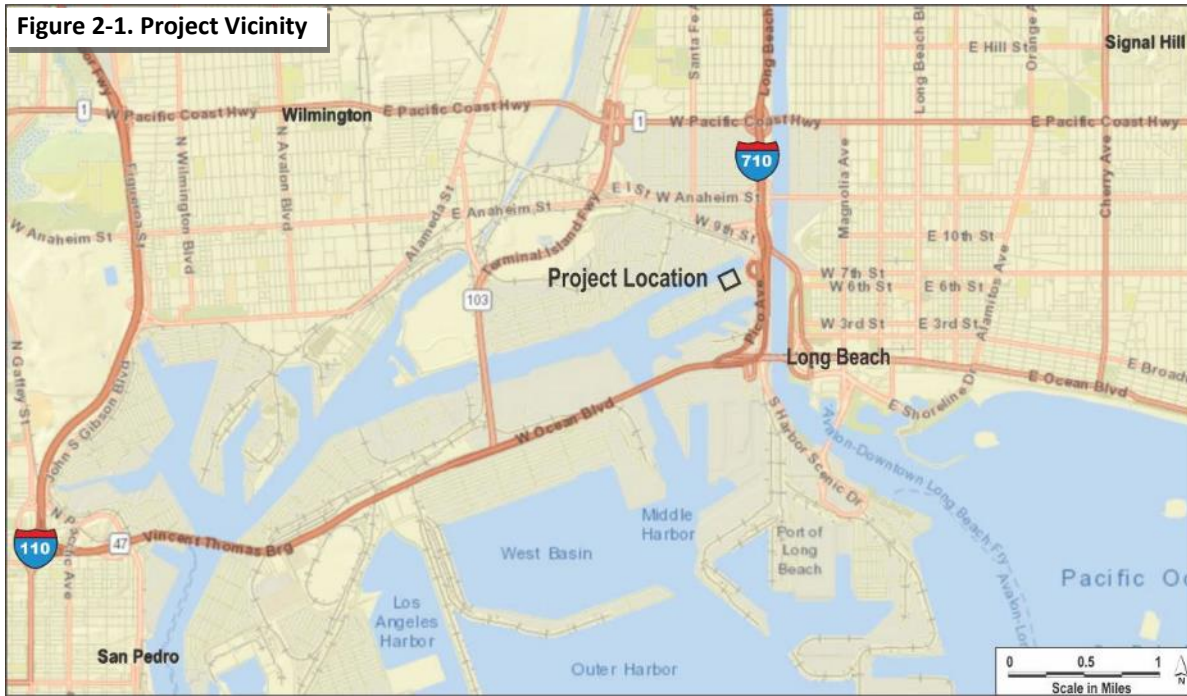 Figure 2-1. Project Vicinity
Signal Hill
E Hill St
Orange A
Long Beach Bl
Santa Fe A
Long Beach
or Fwy
1
W Pacific Coast Hwy
Wilmington
E Pacific Coast Hwy
1
W Pacific Coast Hwy
E Pacific Coast Hwy
710
N Wilmington Blvd
N Avalon Blvd
Figueroa St
Magnolia Ave
Cherry Ave
Alameda St
E I St
W Anaheim St
W Anaheim St
E Anaheim St
W 9th St
E 10th St
Terminal Island Fwy
Project Location
W 7th St
W 6th St
E 6th St
Alamitos Ave
103
Pico Ave
W 3rd St
E 3rd St
N Gaffey St
John S Gibson Blvd
Long Beach
E Broad
E Ocean Blvd
E Shoreline Dr
W Ocean Blvd
S Harbor Scenic Dr
Avalon-Downtown Long Beach Fry
Avalon-Lon
N Pacific Ave
110
47
Vincent Thomas Brg
Middle
Harbor
West Basin
Port of
Long
Beach
Pacific Oc
Los
Angeles
Harbor
San Pedro
Outer Harbor
0 0.5 1
Scale in Miles
N